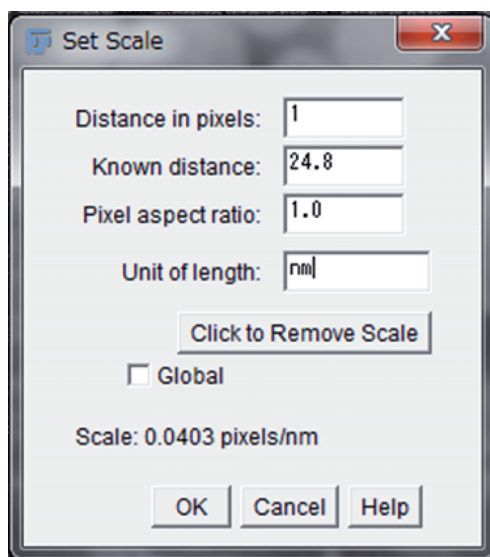 Set Scale
Distance in pixels: 1
Known distance: 24.8
Pixel aspect ratio: 1.0
Unit of length: nm
Click to Remove Scale
Global
Scale: 0.0403 pixels/nm
OK Cancel Help